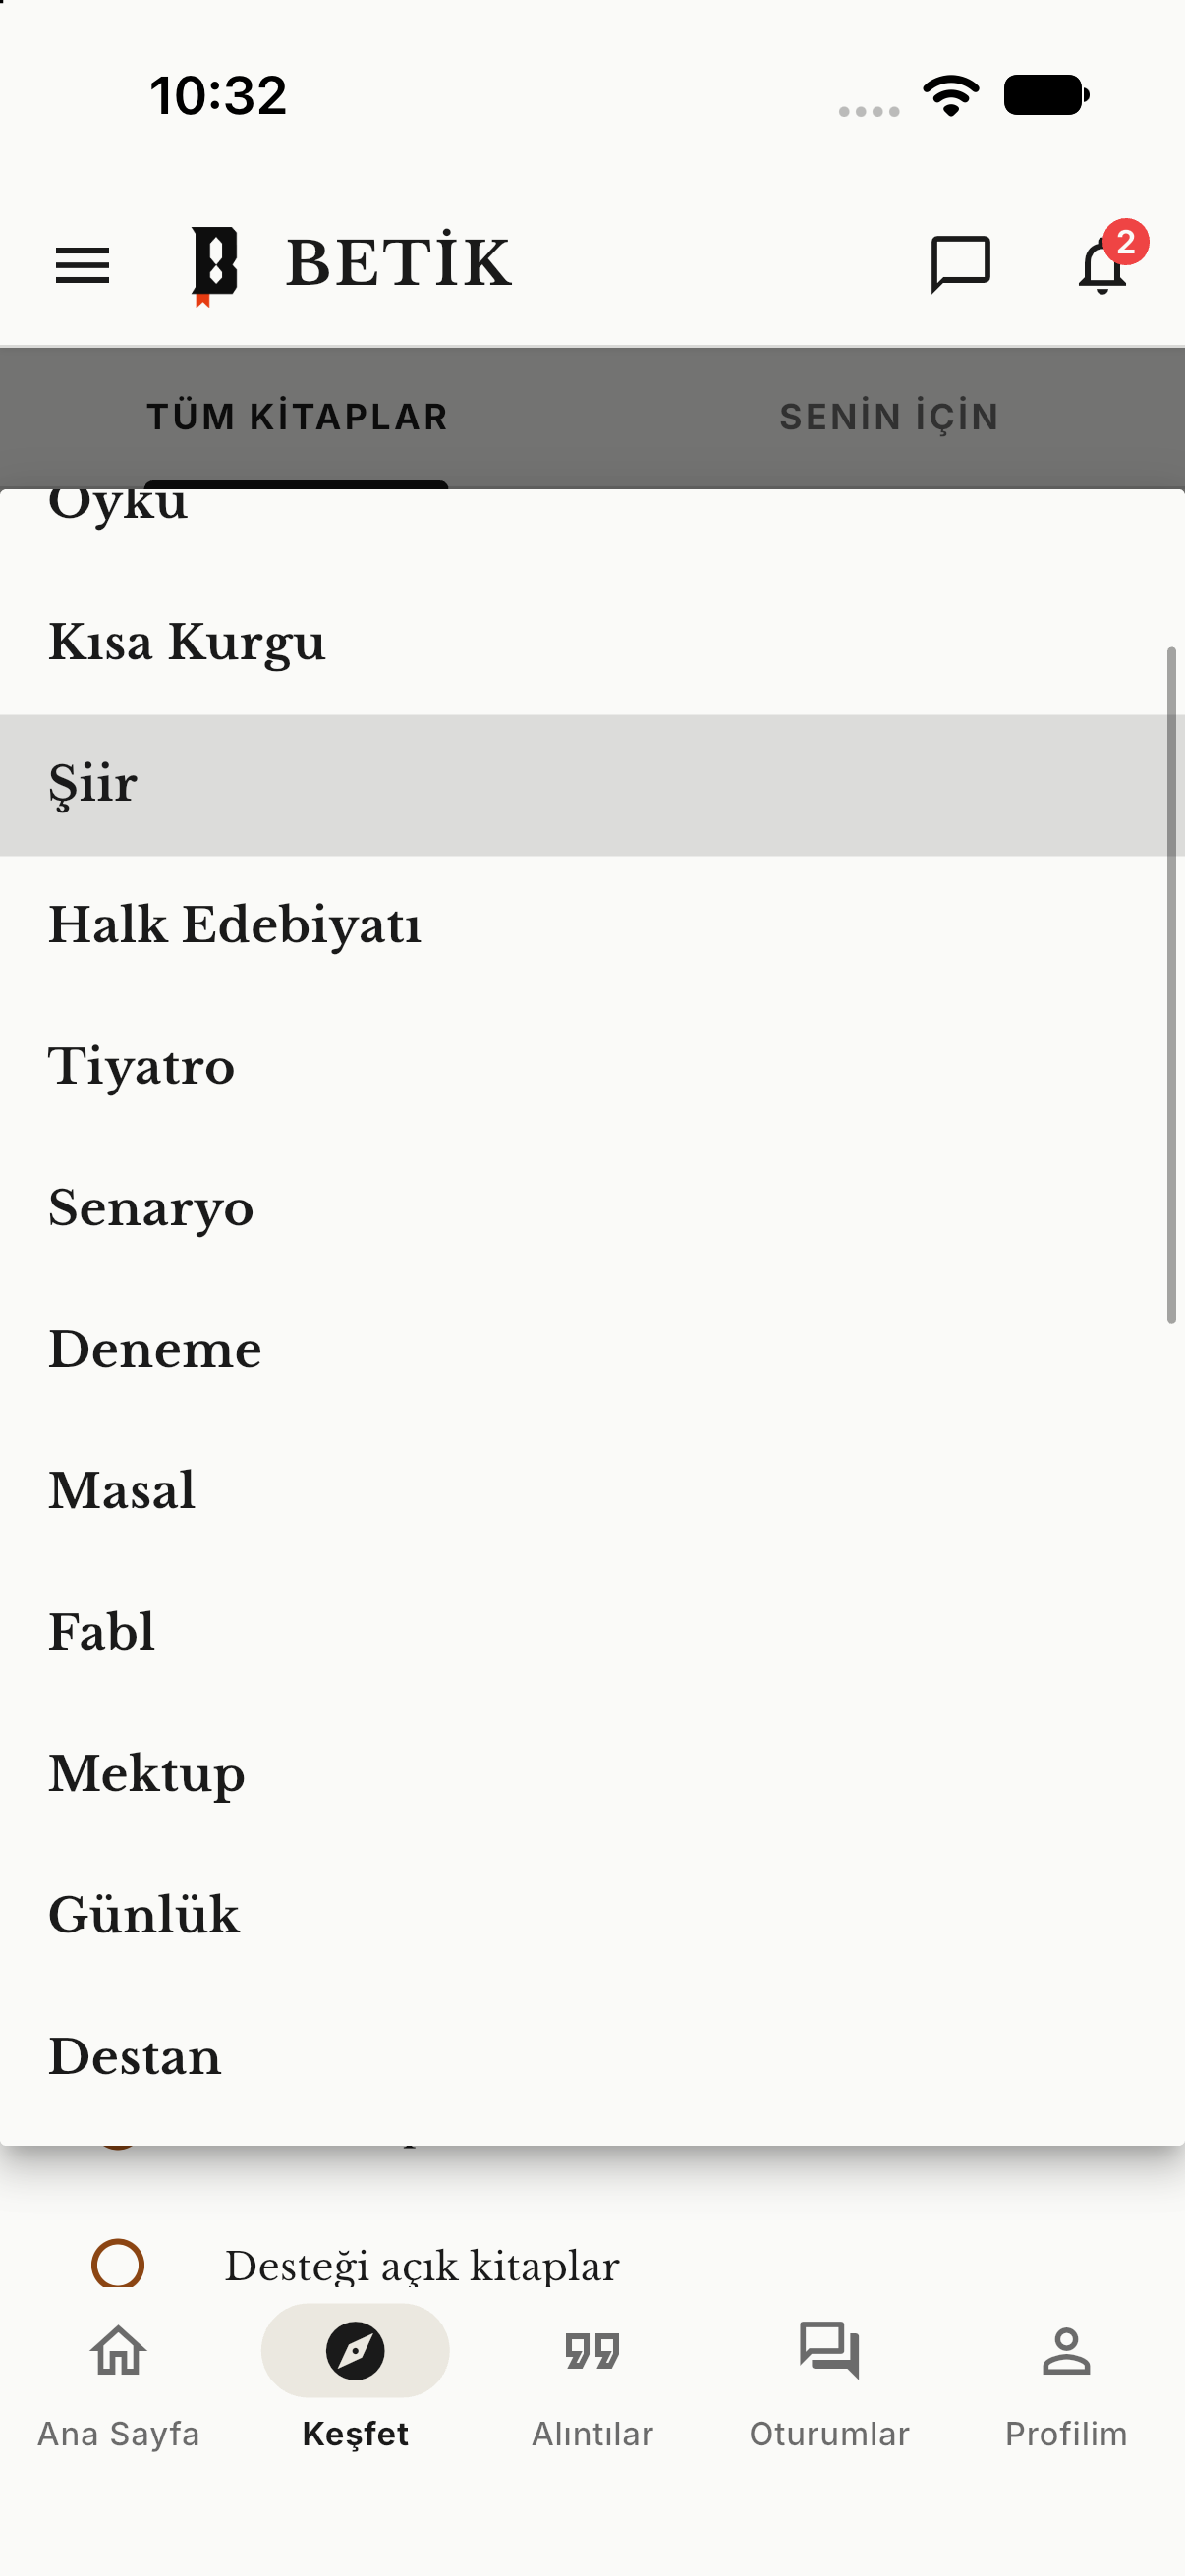 10:32
BETİK
2
TÜM KİTAPLAR
SENİN İÇİN
Öykü
Kısa Kurgu
Şiir
Halk Edebiyatı
Tiyatro
Senaryo
Deneme
Masal
Fabl
Mektup
Günlük
Destan
Desteği açık kitaplar
Ana Sayfa
Keşfet
Alıntılar
Oturumlar
Profilim